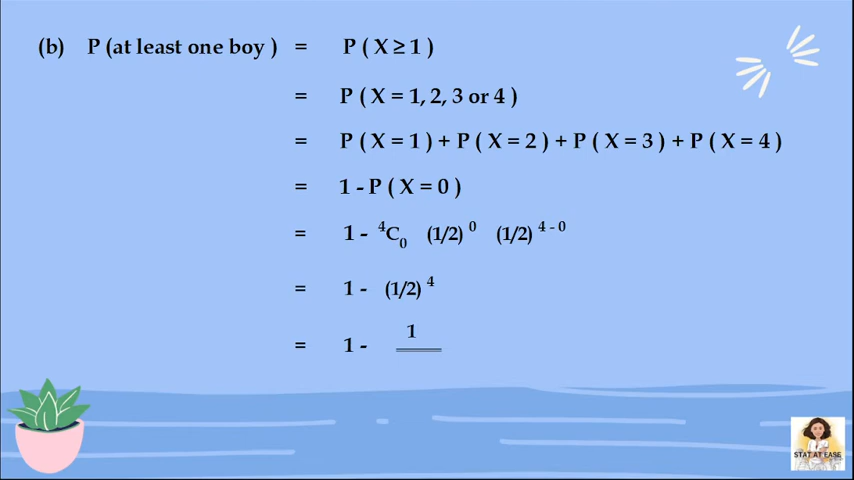 (b) P (at least one boy ) = P ( X ≥ 1 )
= P ( X = 1, 2, 3 or 4 )
= P ( X = 1 ) + P ( X = 2 ) + P ( X = 3 ) + P ( X = 4 )
= 1 - P ( X = 0 )
= 1 - ⁴C₀ (1/2)⁰ (1/2)⁴⁻⁰
= 1 - (1/2)⁴
= 1 - 1
STAT AT EASE